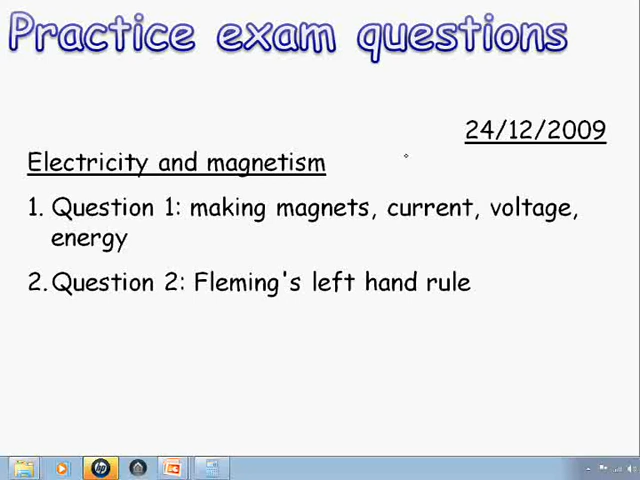 Practice exam questions
24/12/2009
Electricity and magnetism
1. Question 1: making magnets, current, voltage,
energy
2. Question 2: Fleming's left hand rule
hp